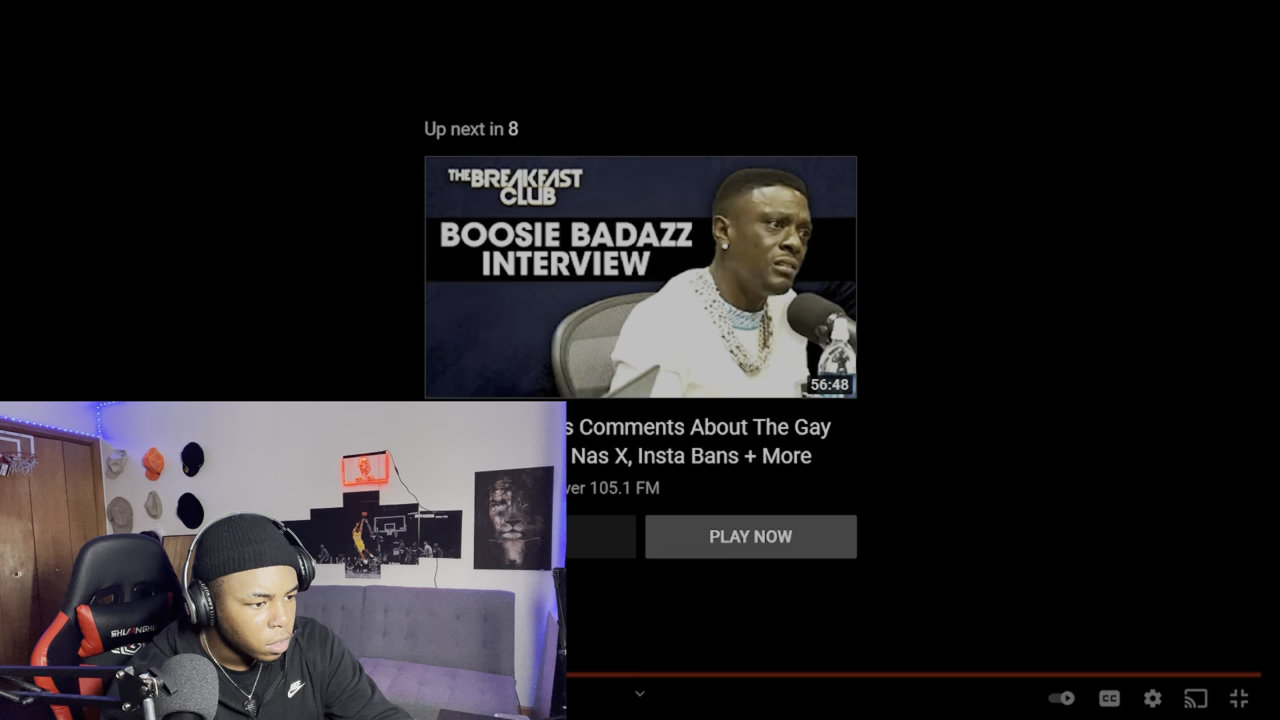 Up next in 8
THE BREAKFAST
CLUB
BOOSIE BADAZZ
INTERVIEW
56:48
s Comments About The Gay
Nas X, Insta Bans + More
ver 105.1 FM
PLAY NOW
CC